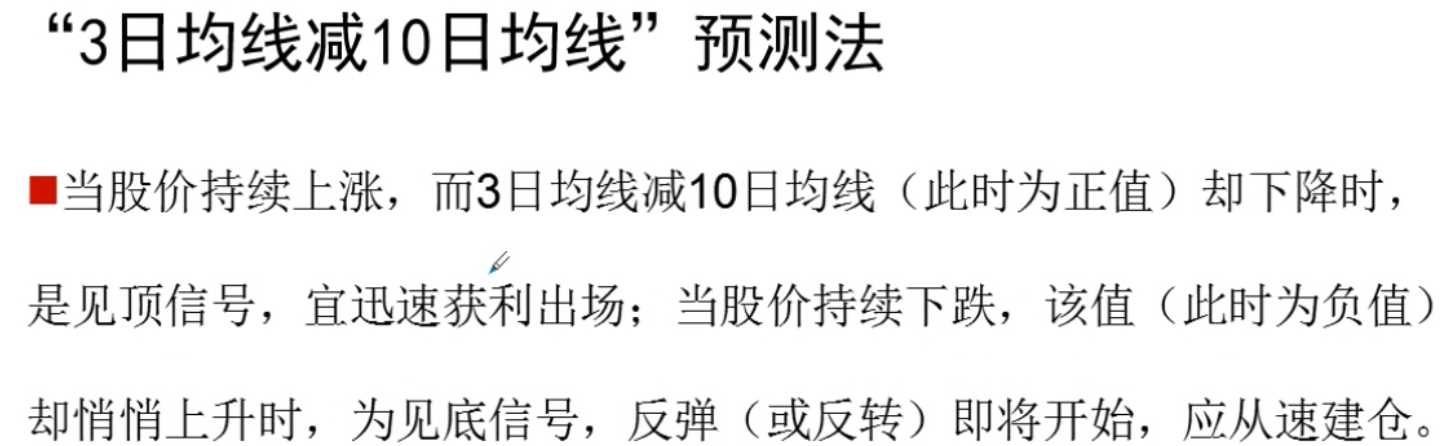 “3日均线减10日均线”预测法
■当股价持续上涨，而3日均线减10日均线（此时为正值）却下降时，
是见顶信号，宜迅速获利出场；当股价持续下跌，该值（此时为负值）
却悄悄上升时，为见底信号，反弹（或反转）即将开始，应从速建仓。